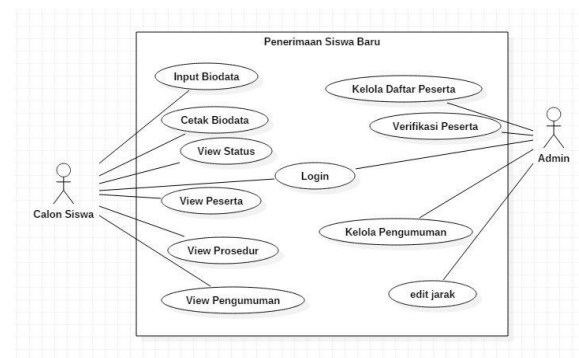 Penerimaan Siswa Baru
Input Biodata
Kelola Daftar Peserta
Cetak Biodata
Verifikasi Peserta
View Status
Admin
Login
View Peserta
Calon Siswa
Kelola Pengumuman
View Prosedur
edit jarak
View Pengumuman